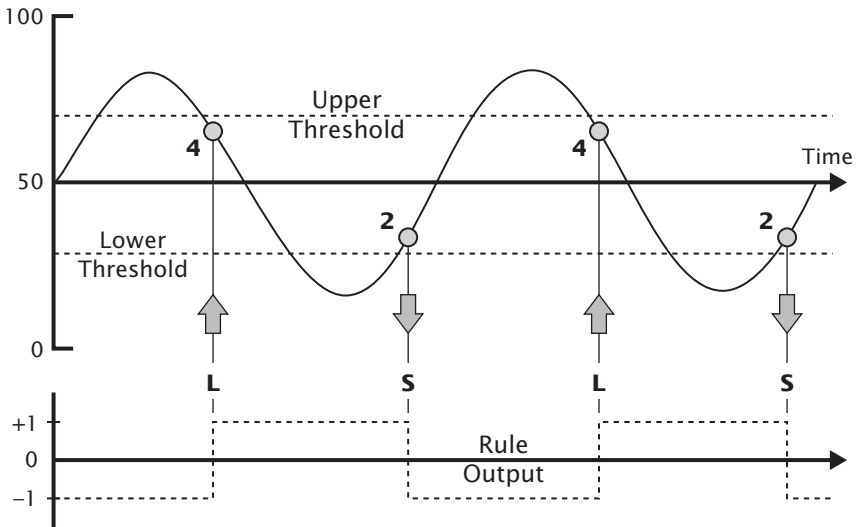 100
Upper
Threshold
4
4
Time
50
2
2
Lower
Threshold
0
L
S
L
S
+1
Rule
0
Output
−1